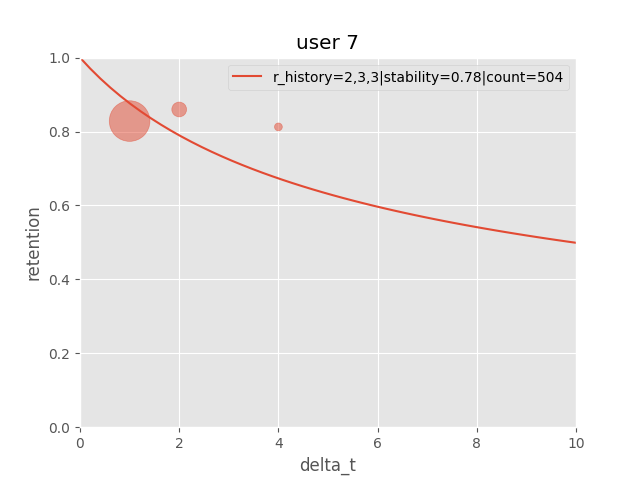 user 7
r_history=2,3,3|stability=0.78|count=504
1.0
0.8
0.6
0.4
0.2
0.0
retention
0 2 4 6 8 10
delta_t